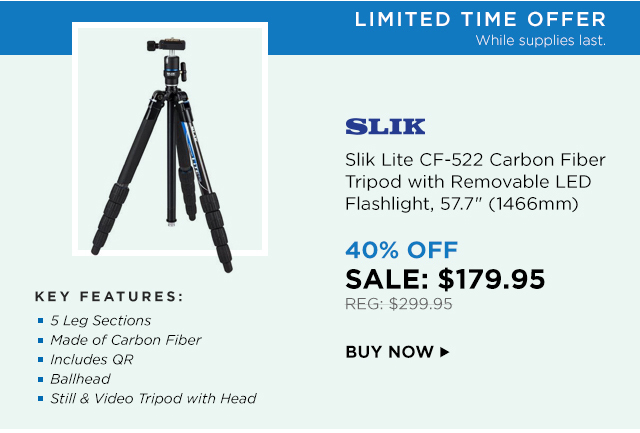 LIMITED TIME OFFER
While supplies last.
SLIK
Slik Lite CF-522 Carbon Fiber
Tripod with Removable LED
Flashlight, 57.7" (1466mm)
40% OFF
SALE: $179.95
REG: $299.95
BUY NOW ▶
KEY FEATURES:
▪ 5 Leg Sections
▪ Made of Carbon Fiber
▪ Includes QR
▪ Ballhead
▪ Still & Video Tripod with Head